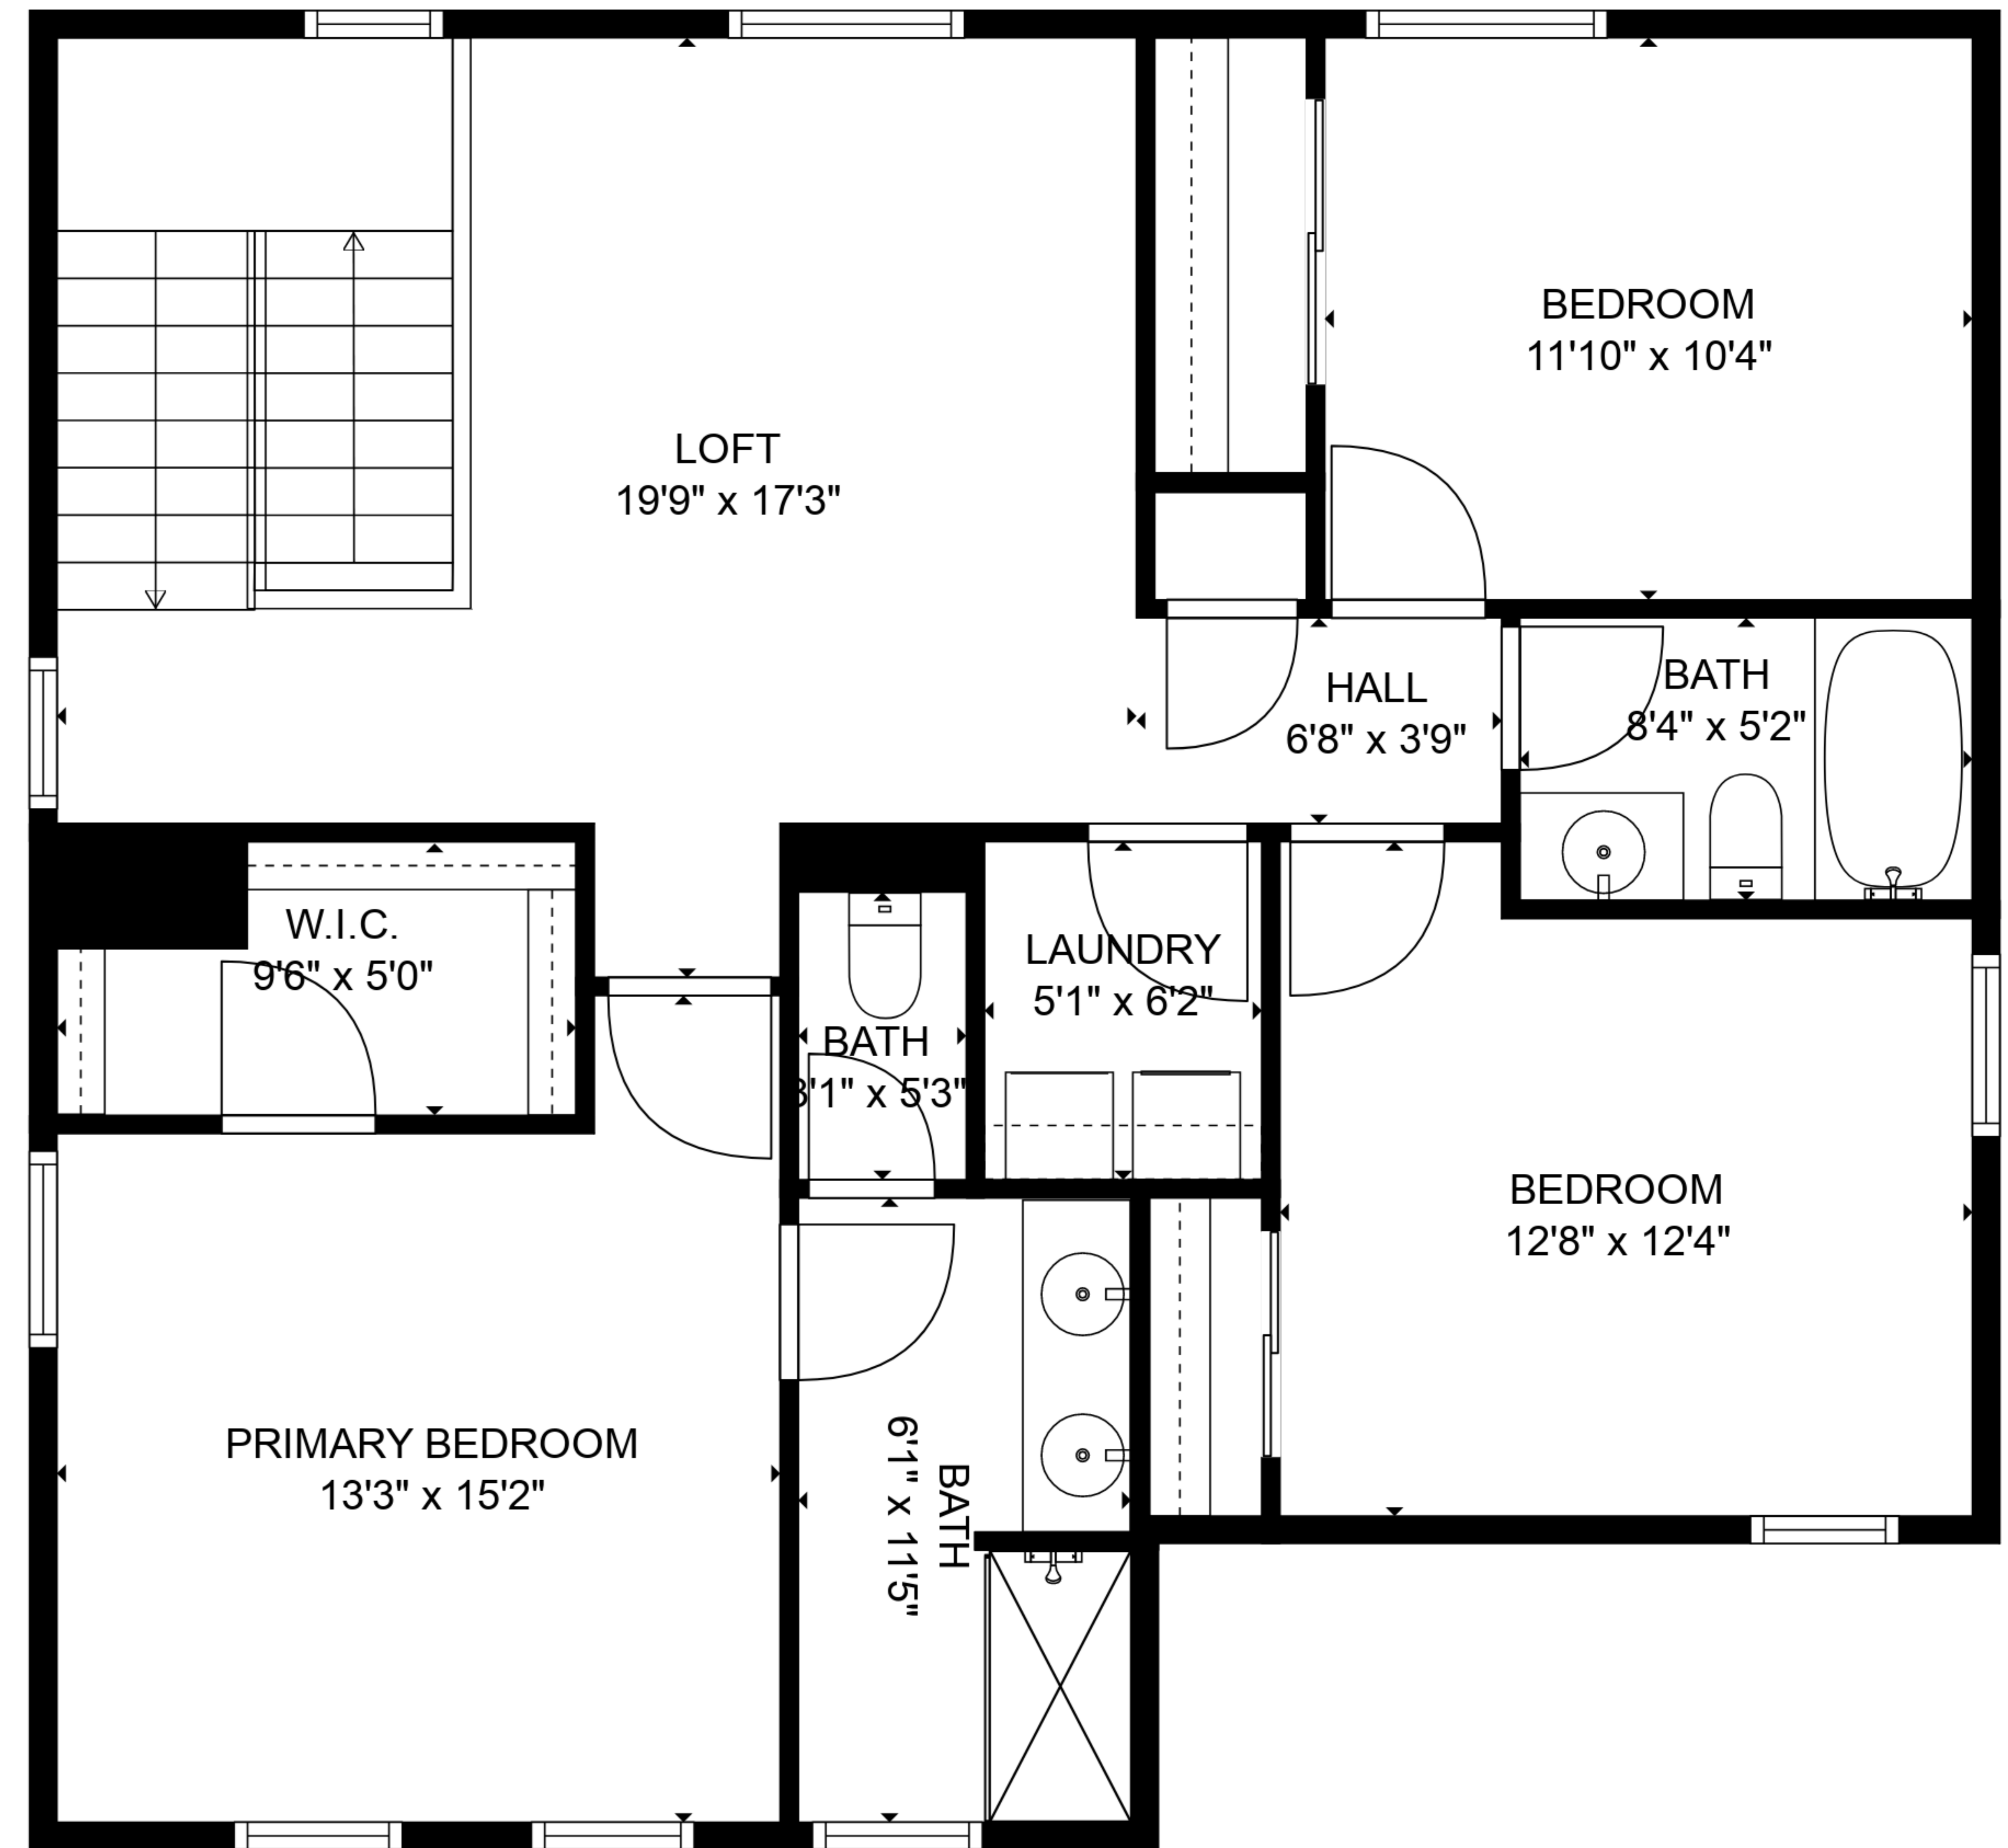 BEDROOM
11'10" x 10'4"
LOFT
19'9" x 17'3"
HALL
6'8" x 3'9"
BATH
8'4" x 5'2"
W.I.C.
9'6" x 5'0"
LAUNDRY
5'1" x 6'2"
BATH
3'1" x 5'3"
BEDROOM
12'8" x 12'4"
PRIMARY BEDROOM
13'3" x 15'2"
BATH
6'1" x 11'5"